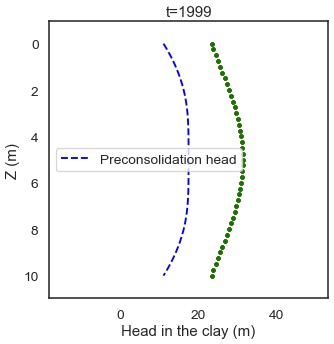 t=1999
0
2
4
6
8
10
Z (m)
Preconsolidation head
0
20
40
Head in the clay (m)